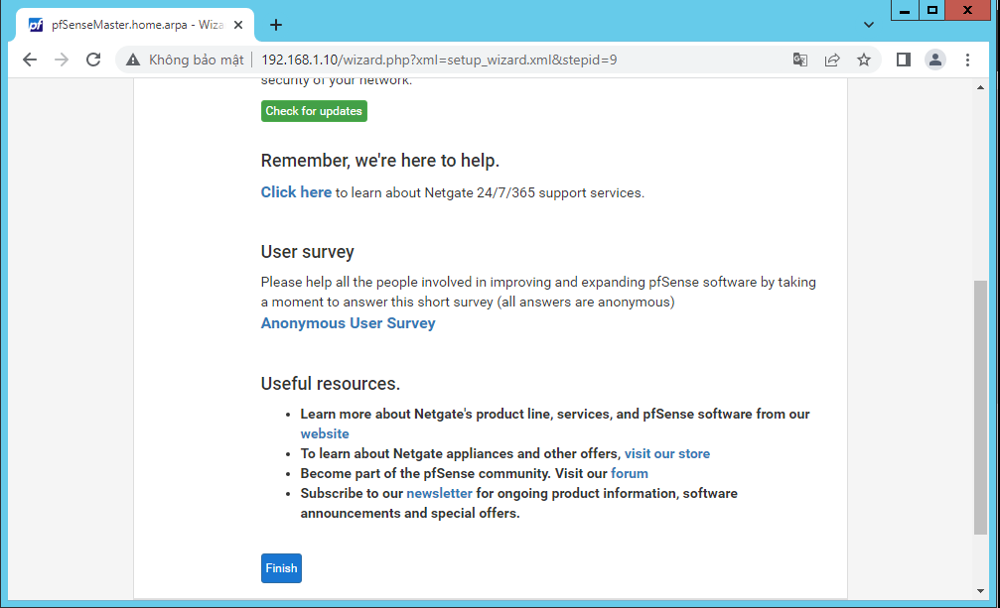 pfSenseMaster.home.arpa - Wiza
Không bảo mật | 192.168.1.10/wizard.php?xml=setup_wizard.xml&stepid=9
security of your network.
Check for updates
Remember, we're here to help.
Click here to learn about Netgate 24/7/365 support services.
User survey
Please help all the people involved in improving and expanding pfSense software by taking
a moment to answer this short survey (all answers are anonymous)
Anonymous User Survey
Useful resources.
• Learn more about Netgate's product line, services, and pfSense software from our
website
• To learn about Netgate appliances and other offers, visit our store
• Become part of the pfSense community. Visit our forum
• Subscribe to our newsletter for ongoing product information, software
announcements and special offers.
Finish